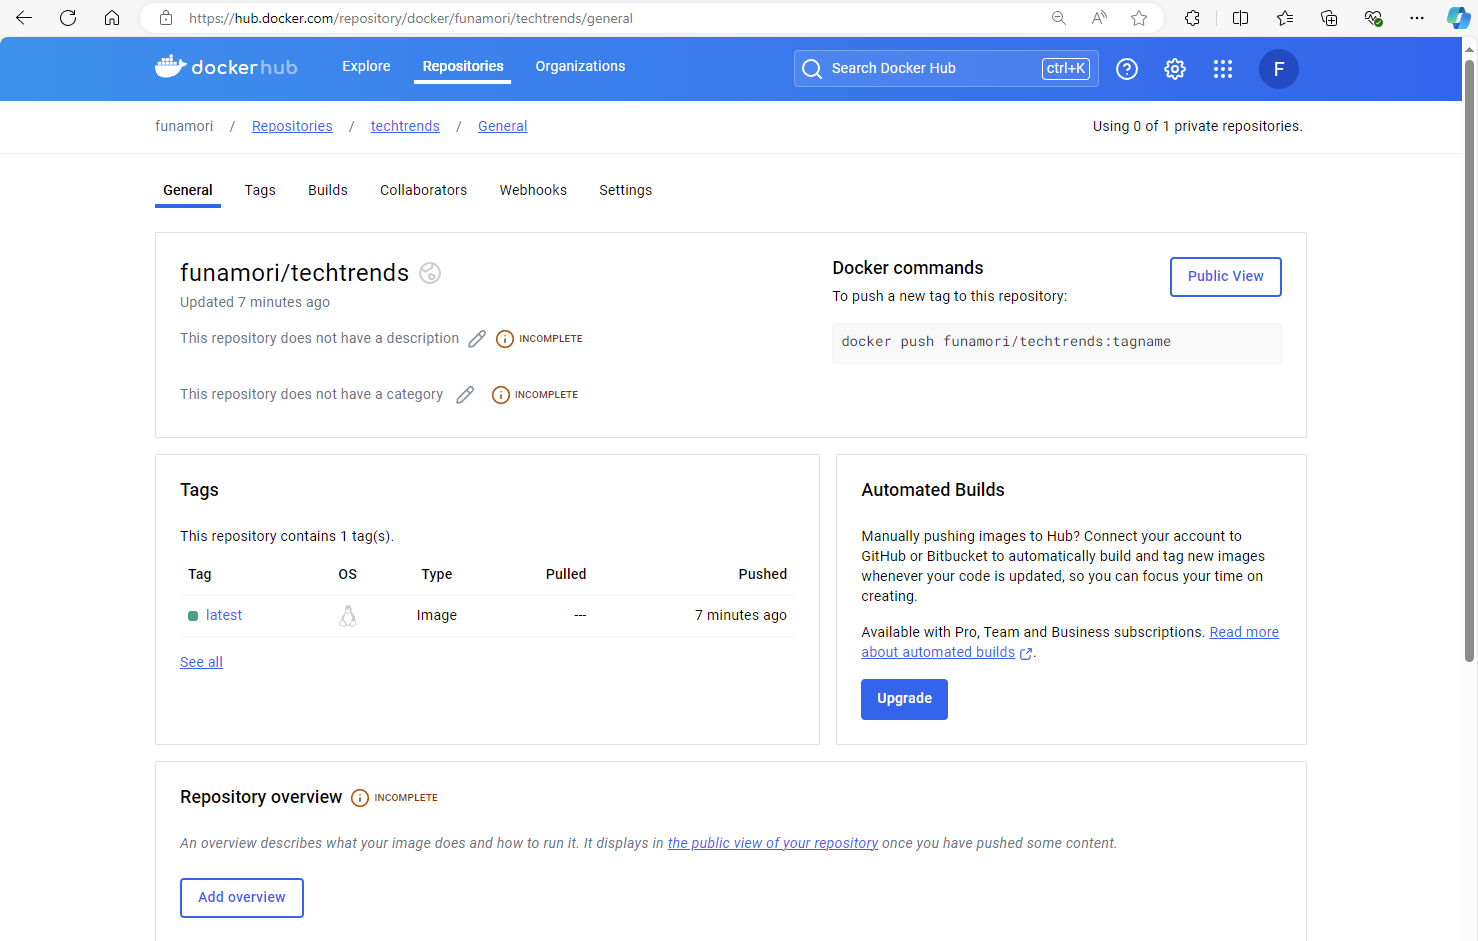 https://hub.docker.com/repository/docker/funamori/techtrends/general
dockerhub Explore Repositories Organizations Search Docker Hub ctrl+K F
funamori / Repositories / techtrends / General Using 0 of 1 private repositories.
General Tags Builds Collaborators Webhooks Settings
funamori/techtrends
Updated 7 minutes ago
This repository does not have a description INCOMPLETE
This repository does not have a category INCOMPLETE
Docker commands
Public View
To push a new tag to this repository:
docker push funamori/techtrends:tagname
Tags
This repository contains 1 tag(s).
Tag OS Type Pulled Pushed
latest Image --- 7 minutes ago
See all
Automated Builds
Manually pushing images to Hub? Connect your account to
GitHub or Bitbucket to automatically build and tag new images
whenever your code is updated, so you can focus your time on
creating.
Available with Pro, Team and Business subscriptions. Read more
about automated builds .
Upgrade
Repository overview INCOMPLETE
An overview describes what your image does and how to run it. It displays in the public view of your repository once you have pushed some content.
Add overview